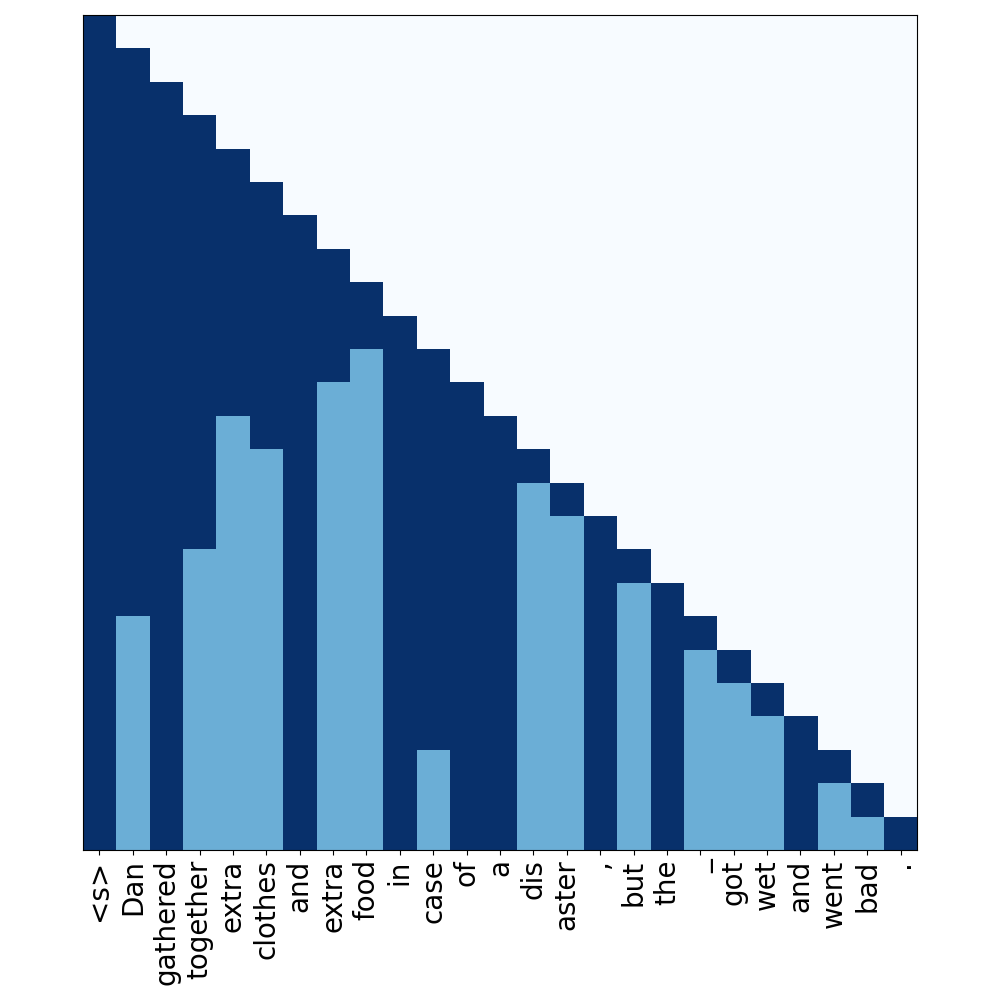 <s>
Dan
gathered
together
extra
clothes
and
extra
food
in
case
of
a
dis
aster
,
but
the
_
got
wet
and
went
bad
.